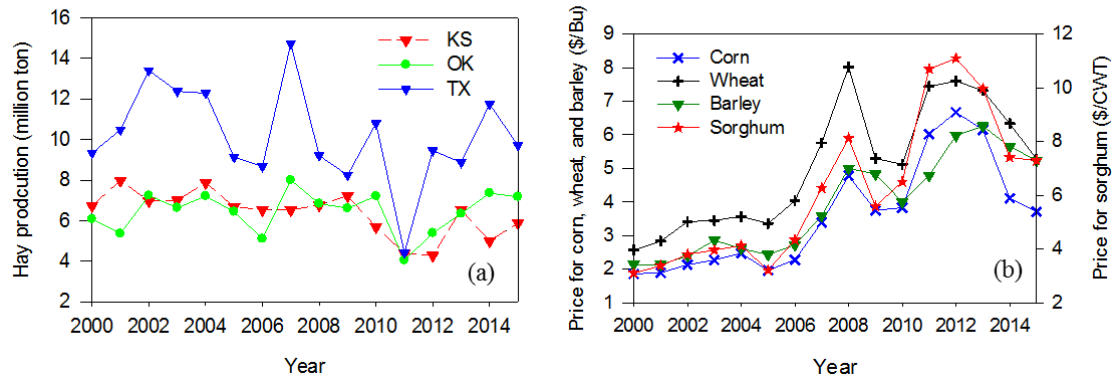 16
14
12
10
8
6
4
2
Hay procution (million ton)
KS
OK
TX
(a)
2000 2002 2004 2006 2008 2010 2012 2014
Year
9
8
7
6
5
4
3
2
1
Price for corn, wheat, and barley ($/Bu)
Corn
Wheat
Barley
Sorghum
(b)
12
10
8
6
4
2
Price for sorghum ($/CWT)
2000 2002 2004 2006 2008 2010 2012 2014
Year